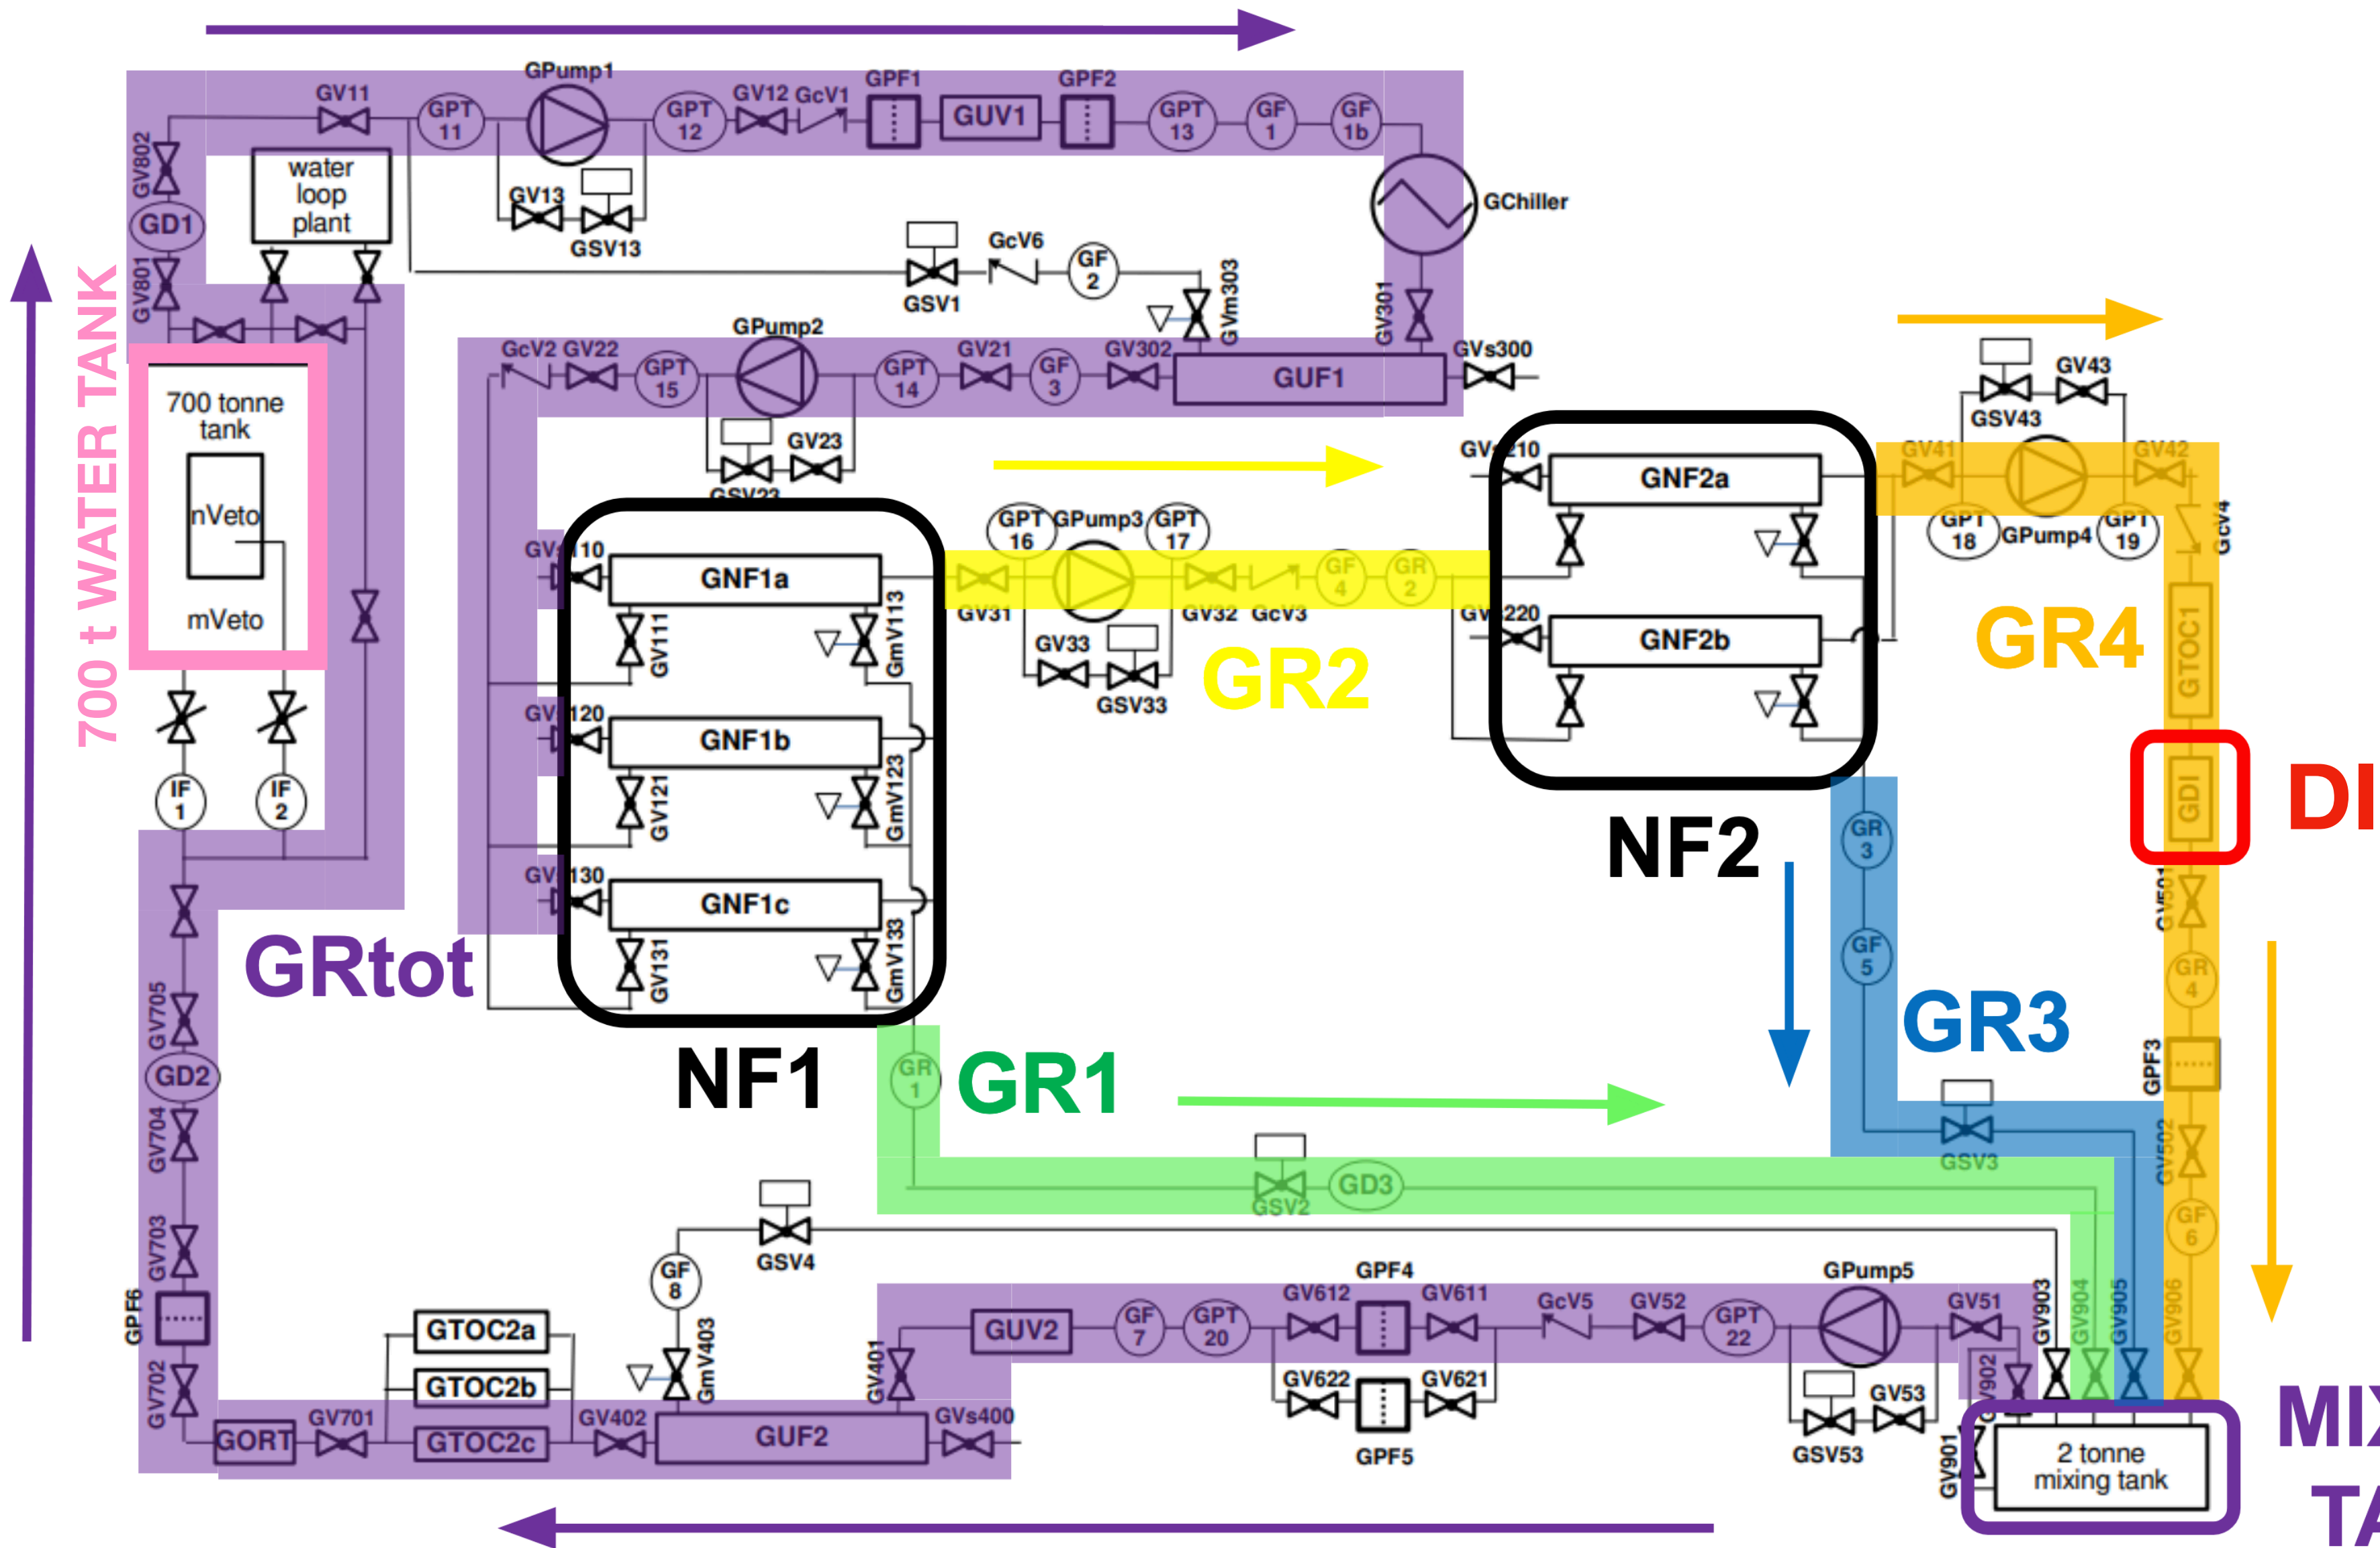 GPump1
GV11
GPT
11
GPT
12
GV12
GcV1
GPF1
GUV1
GPF2
GPT
13
GF
1
GF
1b
GV802
water
loop
plant
GD1
GV801
GV13
GSV13
GChiller
GSV1
GcV6
GF
2
GVm303
GV301
GcV2
GV22
GPT
15
GPump2
GPT
14
GV21
GF
3
GV302
GUF1
GVs300
GSV23
GV23
700 t WATER TANK
700 tonne
tank
nVeto
mVeto
IF
1
IF
2
GSV43
GV43
GV41
GV42
GPT
18
GPump4
GPT
19
GcV4
GNF2a
GNF2b
GPT
16
GPump3
GPT
17
GV31
GV32
GcV3
GF
4
GR
2
GV33
GSV33
GR2
GR4
GTOC1
GDI
DI
GV501
GR
4
GPF3
GV502
GF
6
GNF1a
GV111
GmV113
GNF1b
GV121
GmV123
GNF1c
GV131
GmV133
NF1
NF2
GR
3
GF
5
GR3
GSV3
GRtot
GR
1
GR1
GSV2
GD3
GV705
GD2
GV704
GV703
GPF6
GV702
GSV4
GF
8
GmV403
GTOC2a
GTOC2b
GTOC2c
GORT
GV701
GV402
GUF2
GV401
GVs400
GUV2
GF
7
GPT
20
GV612
GPF4
GV611
GV622
GPF5
GV621
GcV5
GV52
GPT
22
GPump5
GV51
GSV53
GV53
GV902
GV903
GV904
GV905
GV906
GV901
2 tonne
mixing tank